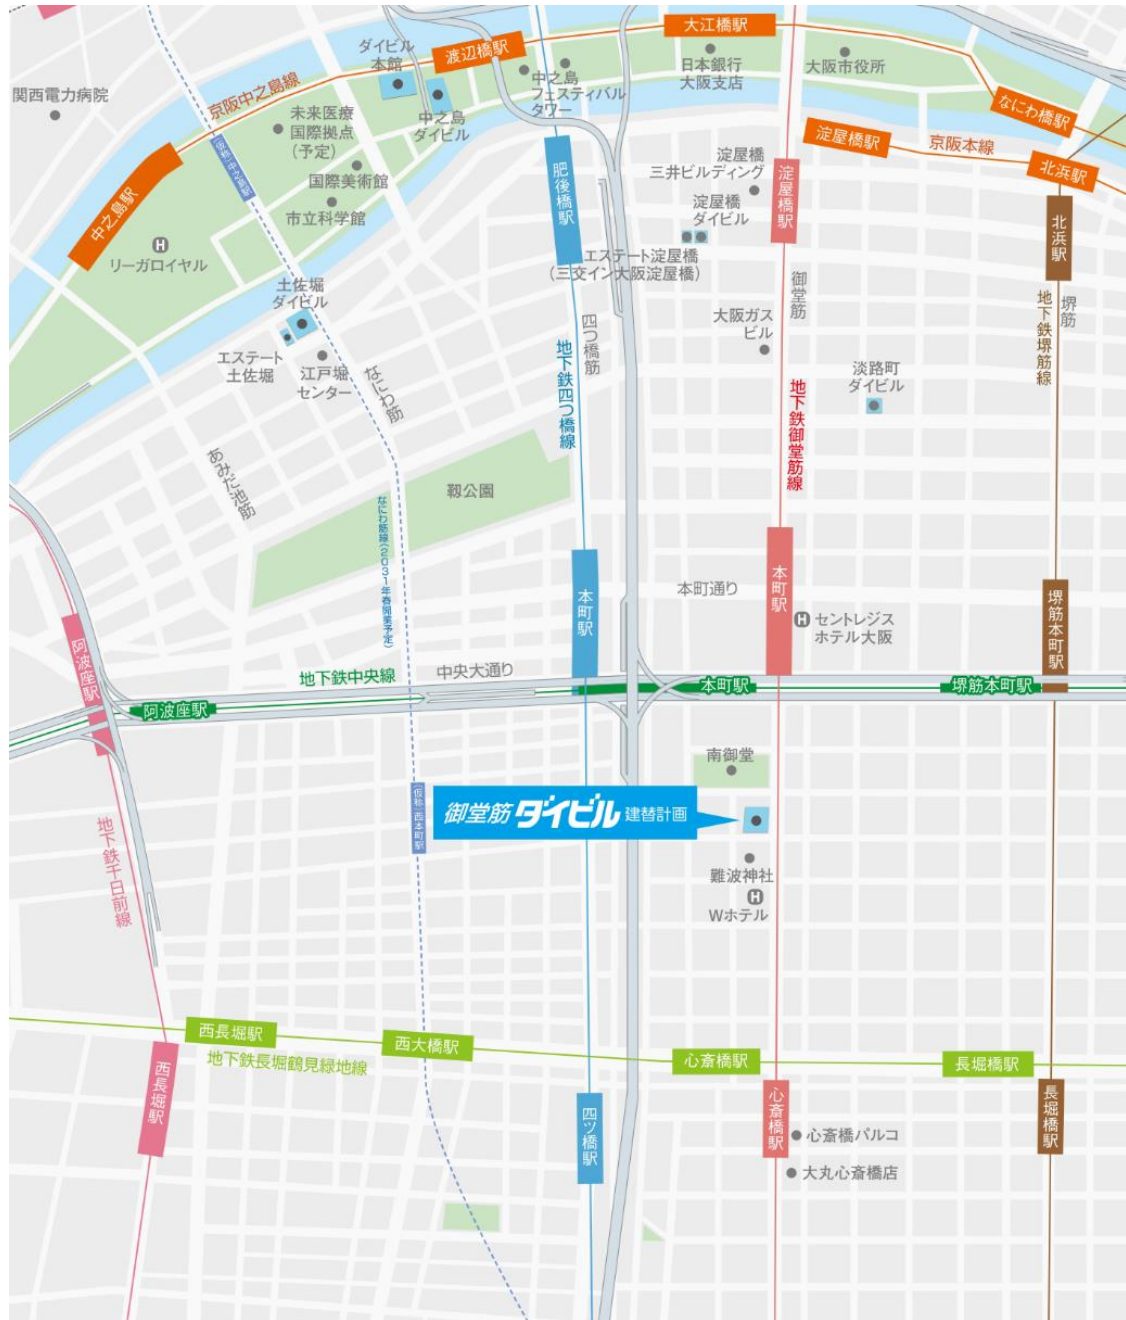 大江橋駅
ダイビル
本館
渡辺橋駅
日本銀行
大阪支店
大阪市役所
中之島
フェスティバル
タワー
関西電力病院
京阪中之島線
未来医療
国際拠点
(予定)
中之島
ダイビル
なにわ橋駅
淀屋橋駅
京阪本線
北浜駅
(仮称)中之島駅
国際美術館
市立科学館
中之島駅
リーガロイヤル
肥後橋駅
淀屋橋
三井ビルディング
淀屋橋
ダイビル
淀屋橋駅
北浜駅
エステート淀屋橋
(三交イン大阪淀屋橋)
御堂筋
堺筋
地下鉄堺筋線
土佐堀
ダイビル
エステート
土佐堀
江戸堀
センター
なにわ筋
四つ橋筋
地下鉄四つ橋線
大阪ガス
ビル
淡路町
ダイビル
地下鉄御堂筋線
あみだ池筋
靱公園
なにわ筋線(2031年春開業予定)
本町駅
本町通り
本町駅
セントレジス
ホテル大阪
堺筋本町駅
阿波座駅
地下鉄中央線
中央大通り
阿波座駅
本町駅
堺筋本町駅
南御堂
(仮称)西本町駅
御堂筋ダイビル建替計画
難波神社
Wホテル
地下鉄千日前線
西長堀駅
西大橋駅
心斎橋駅
長堀橋駅
地下鉄長堀鶴見緑地線
西長堀駅
四ツ橋駅
心斎橋駅
長堀橋駅
心斎橋パルコ
大丸心斎橋店